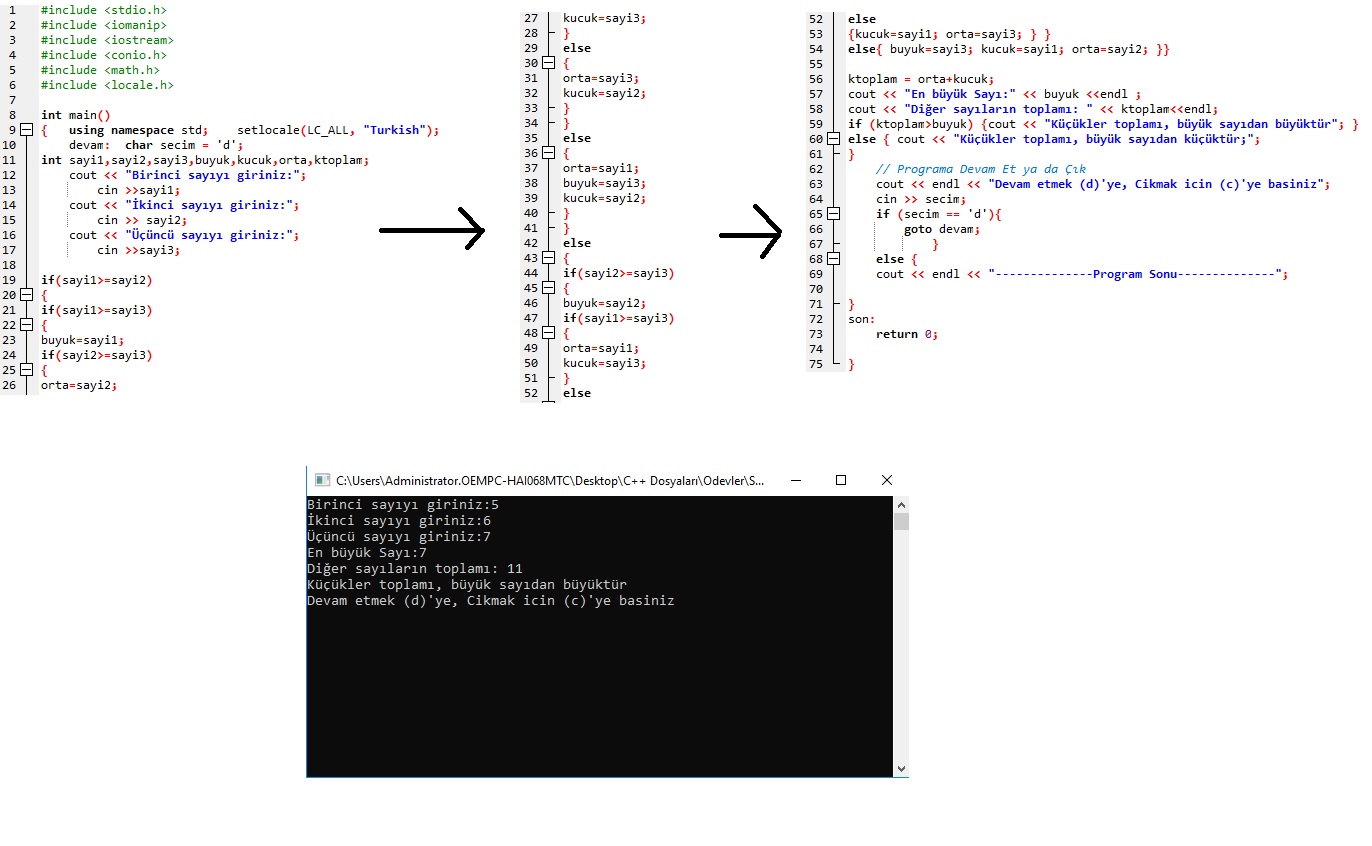 1 #include <stdio.h>
2 #include <iomanip>
3 #include <iostream>
4 #include <conio.h>
5 #include <math.h>
6 #include <locale.h>
7
8 int main()
9 { using namespace std; setlocale(LC_ALL, "Turkish");
10 devam: char secim = 'd';
11 int sayi1,sayi2,sayi3,buyuk,kucuk,orta,ktoplam;
12 cout << "Birinci sayıyı giriniz:";
13 cin >>sayi1;
14 cout << "İkinci sayıyı giriniz:";
15 cin >> sayi2;
16 cout << "Üçüncü sayıyı giriniz:";
17 cin >>sayi3;
18
19 if(sayi1>=sayi2)
20 {
21 if(sayi1>=sayi3)
22 {
23 buyuk=sayi1;
24 if(sayi2>=sayi3)
25 {
26 orta=sayi2;
27 kucuk=sayi3;
28 }
29 else
30 {
31 orta=sayi3;
32 kucuk=sayi2;
33 }
34 }
35 else
36 {
37 orta=sayi1;
38 buyuk=sayi3;
39 kucuk=sayi2;
40 }
41 }
42 else
43 {
44 if(sayi2>=sayi3)
45 {
46 buyuk=sayi2;
47 if(sayi1>=sayi3)
48 {
49 orta=sayi1;
50 kucuk=sayi3;
51 }
52 else
52 else
53 {kucuk=sayi1; orta=sayi3; } }
54 else{ buyuk=sayi3; kucuk=sayi1; orta=sayi2; }}
55
56 ktoplam = orta+kucuk;
57 cout << "En büyük Sayı:" << buyuk <<endl ;
58 cout << "Diğer sayıların toplamı: " << ktoplam<<endl;
59 if (ktoplam>buyuk) {cout << "Küçükler toplamı, büyük sayıdan büyüktür"; }
60 else { cout << "Küçükler toplamı, büyük sayıdan küçüktür;";
61 }
62 // Programa Devam Et ya da Çık
63 cout << endl << "Devam etmek (d)'ye, Cikmak icin (c)'ye basiniz";
64 cin >> secim;
65 if (secim == 'd'){
66 goto devam;
67 }
68 else {
69 cout << endl << "--------------Program Sonu--------------";
70
71 }
72 son:
73 return 0;
74
75 }
C:\Users\Administrator.OEMPC-HAI068MTC\Desktop\C++ Dosyaları\Odevler\S...
Birinci sayıyı giriniz:5
İkinci sayıyı giriniz:6
Üçüncü sayıyı giriniz:7
En büyük Sayı:7
Diğer sayıların toplamı: 11
Küçükler toplamı, büyük sayıdan büyüktür
Devam etmek (d)'ye, Cikmak icin (c)'ye basiniz